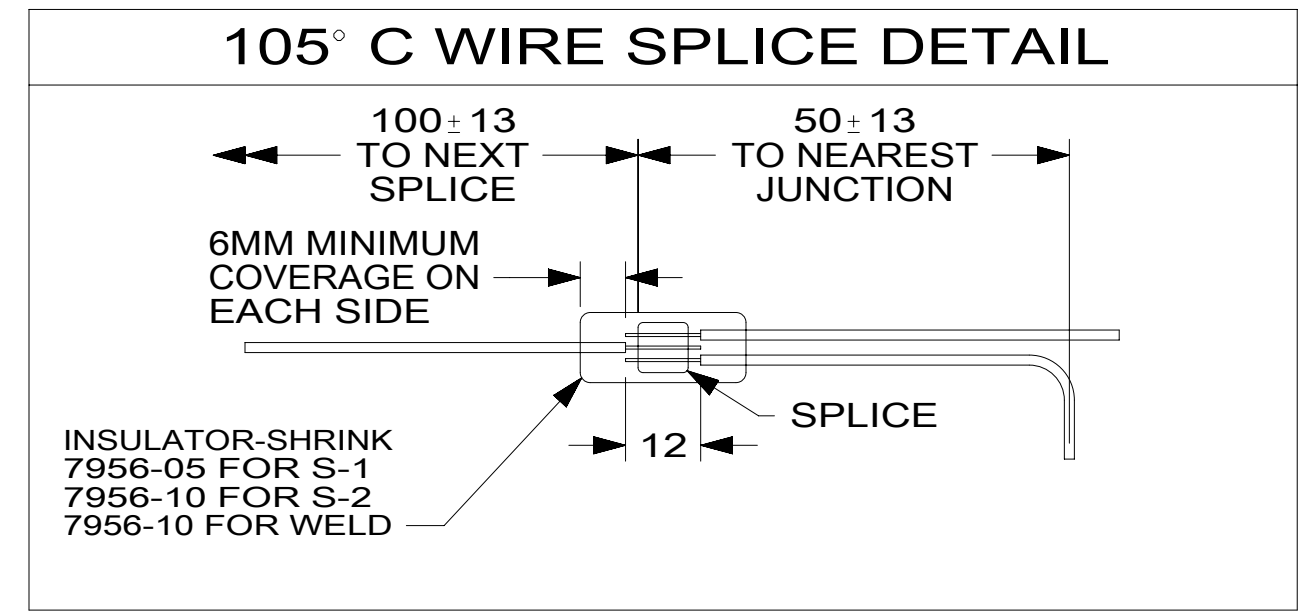 105° C WIRE SPLICE DETAIL
100 ± 13
TO NEXT
SPLICE
50 ± 13
TO NEAREST
JUNCTION
6MM MINIMUM
COVERAGE ON
EACH SIDE
SPLICE
12
INSULATOR-SHRINK
7956-05 FOR S-1
7956-10 FOR S-2
7956-10 FOR WELD